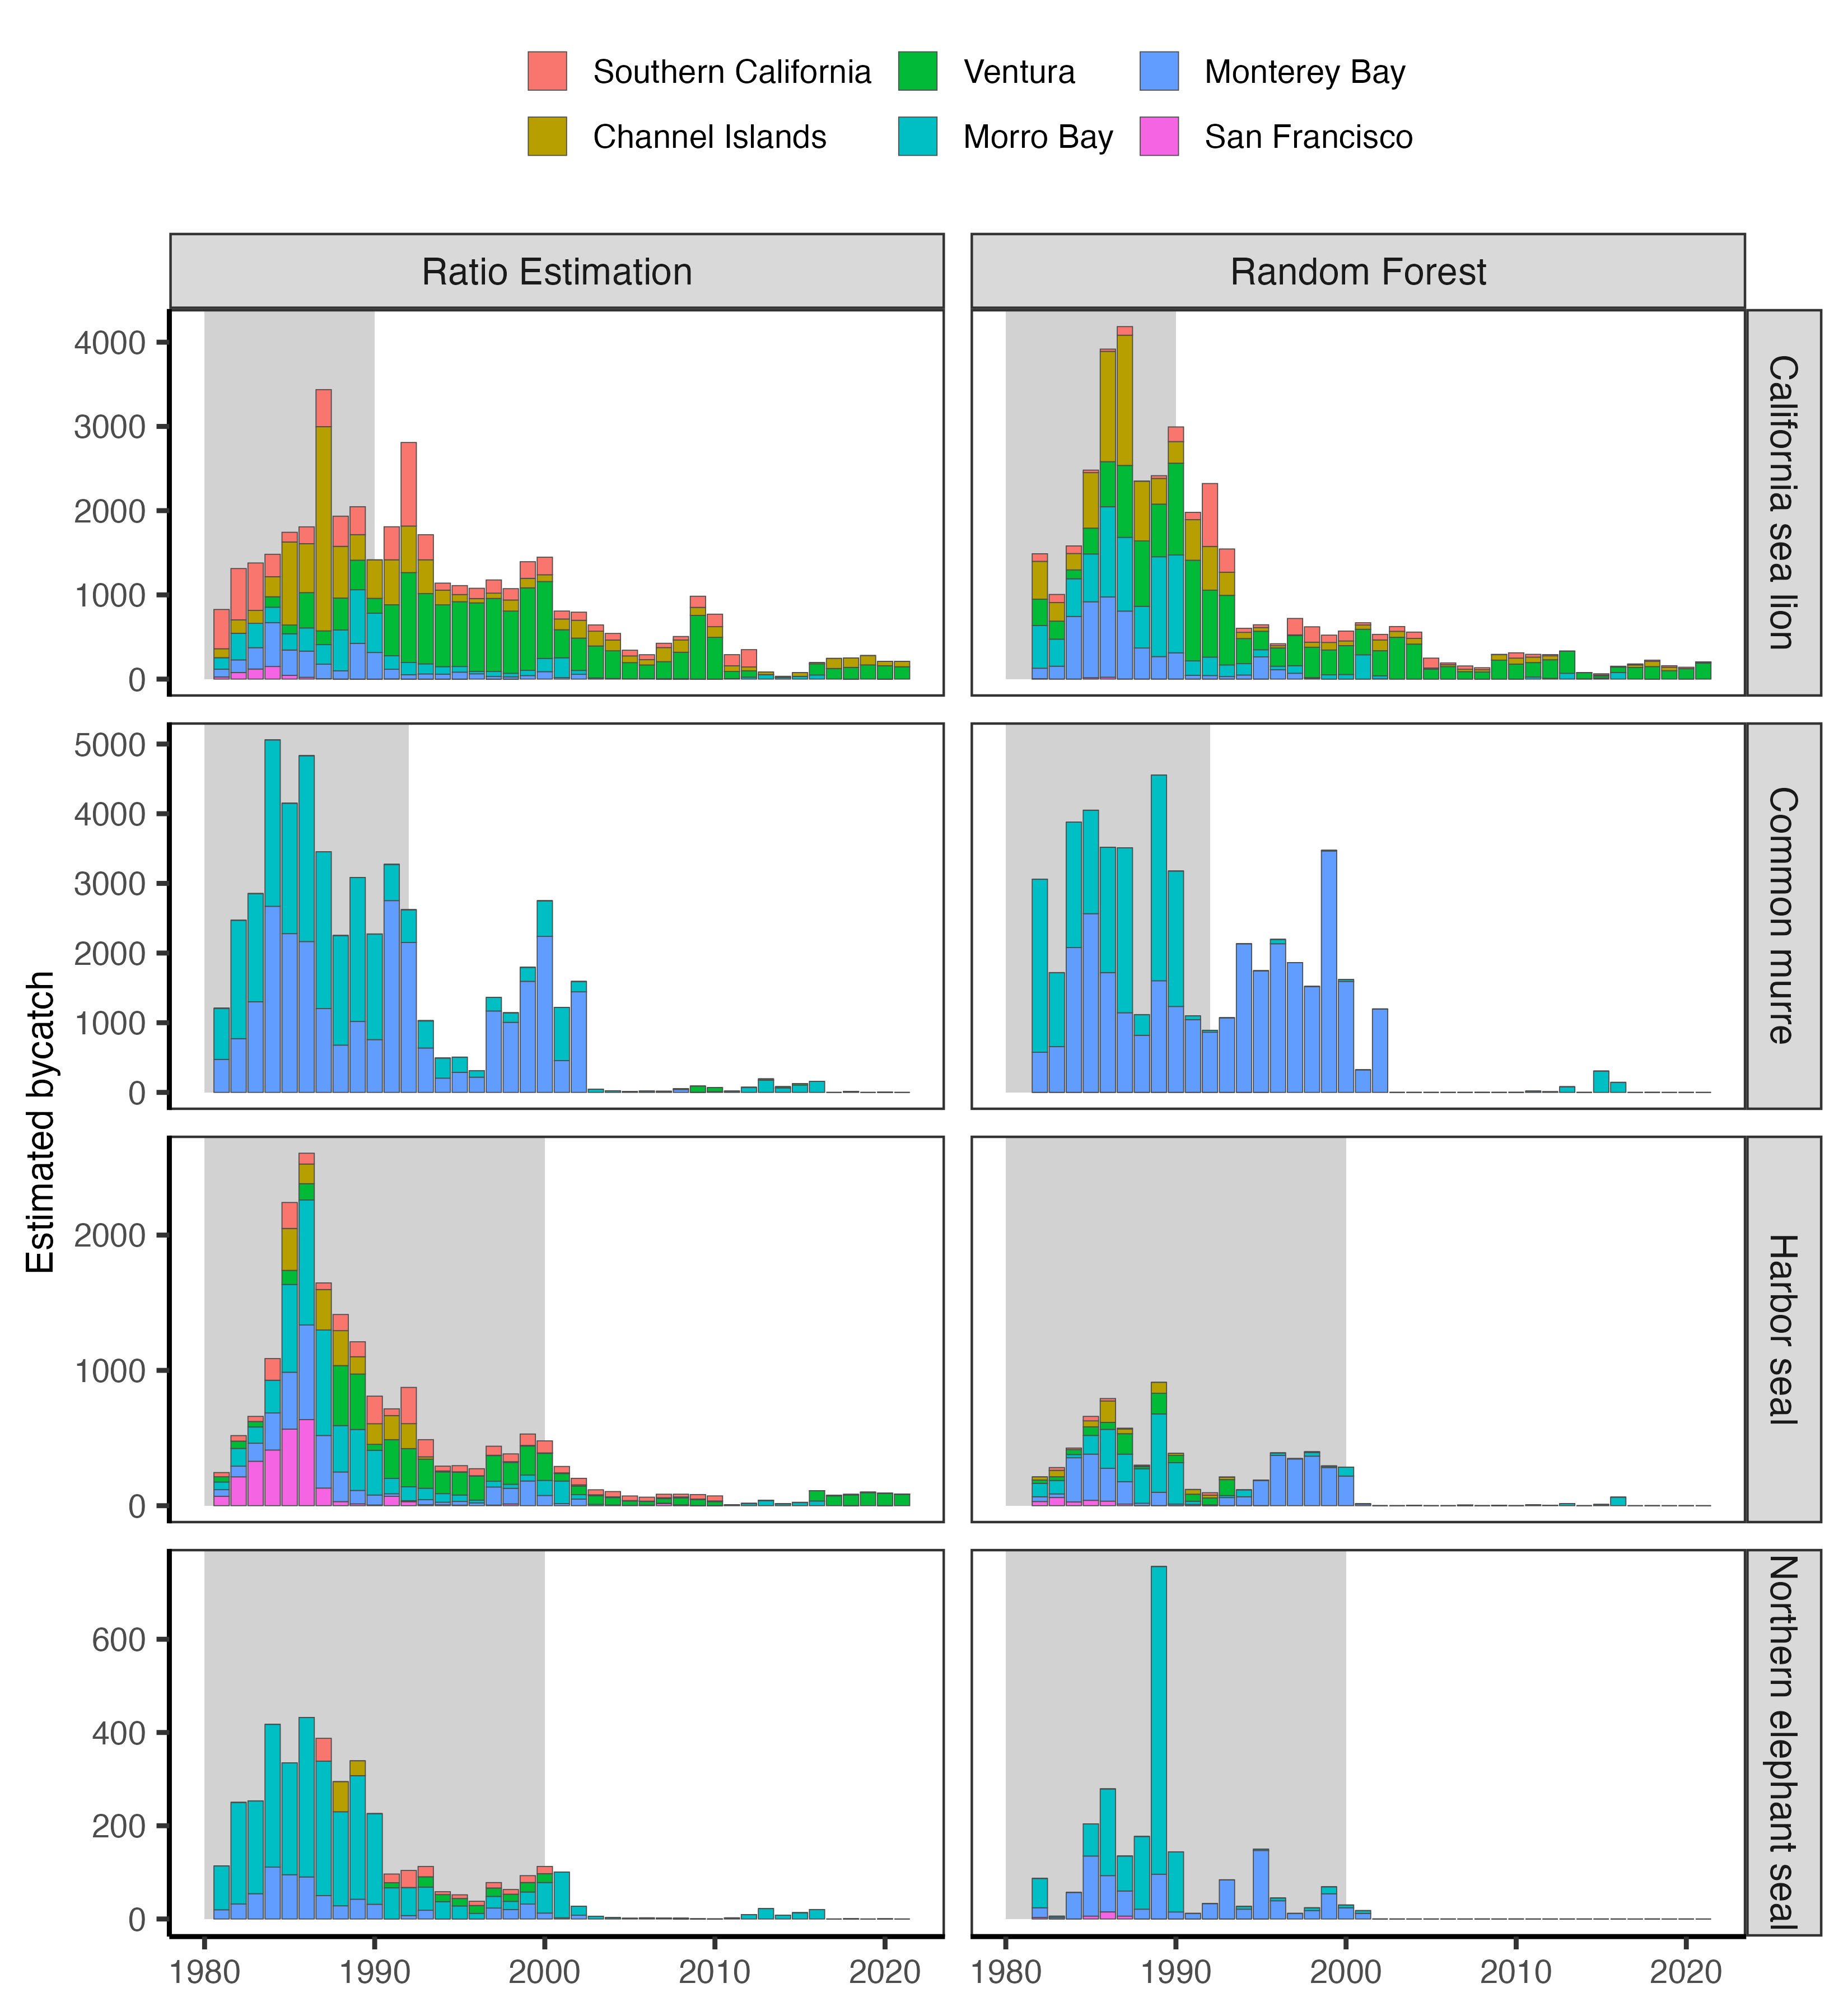 Southern California Ventura Monterey Bay
Channel Islands Morro Bay San Francisco
Ratio Estimation Random Forest
4000
3000
2000
1000
0
California sea lion
5000
4000
3000
2000
1000
0
Common murre
Estimated bycatch
2000
1000
0
Harbor seal
600
400
200
0
Northern elephant seal
1980 1990 2000 2010 2020 1980 1990 2000 2010 2020